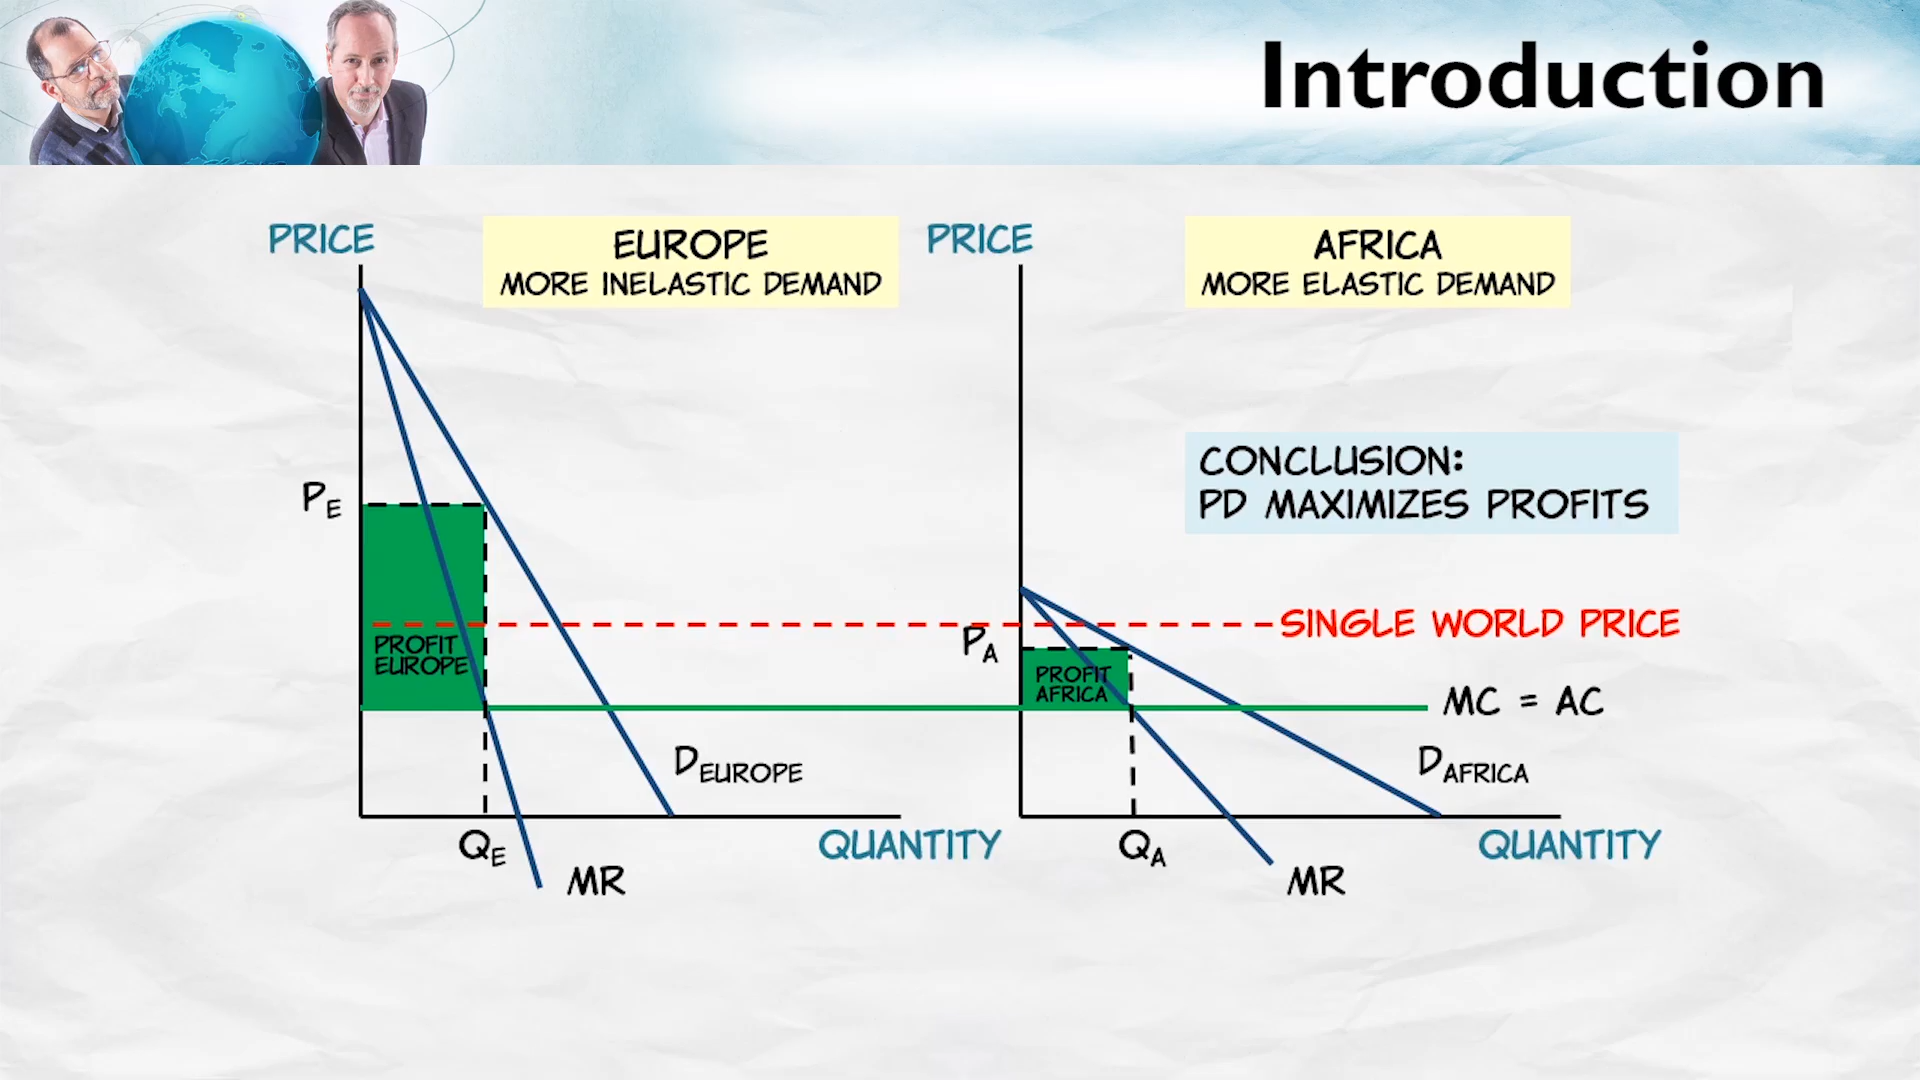 Introduction
PRICE
EUROPE
MORE INELASTIC DEMAND
PRICE
AFRICA
MORE ELASTIC DEMAND
CONCLUSION:
PD MAXIMIZES PROFITS
PE
SINGLE WORLD PRICE
PROFIT
EUROPE
PA
PROFIT
AFRICA
MC = AC
DEUROPE
DAFRICA
QE
QUANTITY
QA
QUANTITY
MR
MR